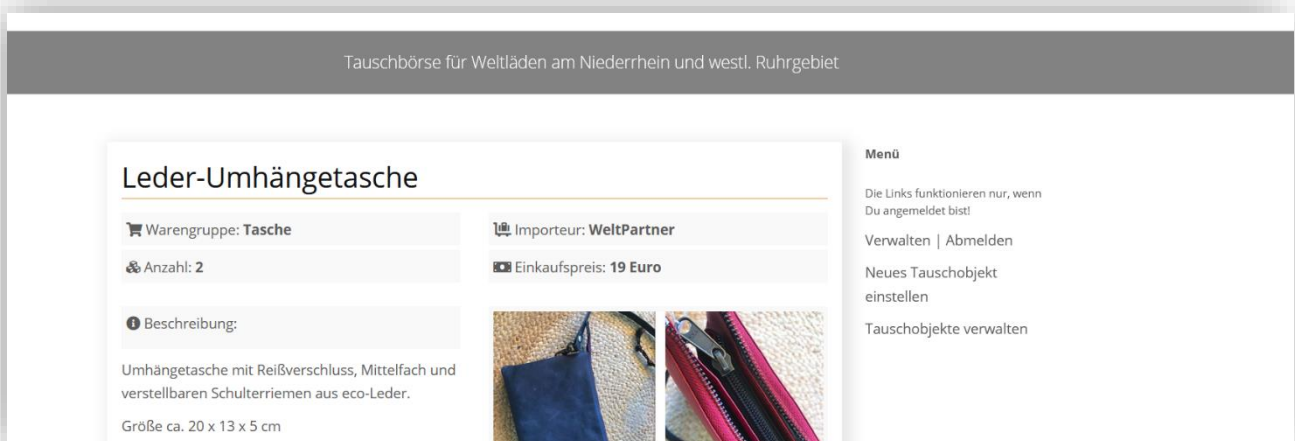 Tauschbörse für Weltläden am Niederrhein und westl. Ruhrgebiet
Leder-Umhängetasche
Warengruppe: Tasche
Importeur: WeltPartner
Anzahl: 2
Einkaufspreis: 19 Euro
Beschreibung:
Umhängetasche mit Reißverschluss, Mittelfach und
verstellbaren Schulterriemen aus eco-Leder.
Größe ca. 20 x 13 x 5 cm
Menü
Die Links funktionieren nur, wenn
Du angemeldet bist!
Verwalten | Abmelden
Neues Tauschobjekt
einstellen
Tauschobjekte verwalten